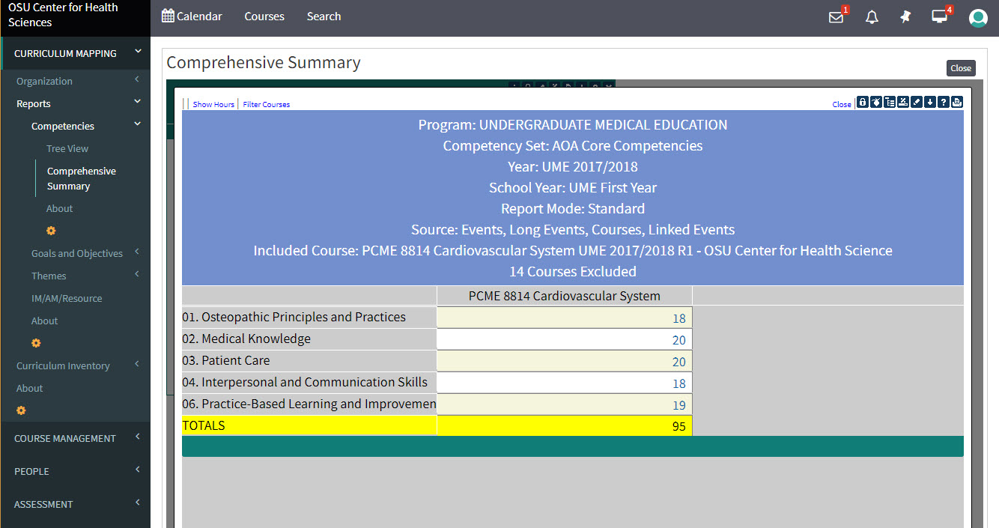 OSU Center for Health
Sciences
Calendar
Courses
Search
1
4
CURRICULUM MAPPING
Organization
Reports
Competencies
Tree View
Comprehensive
Summary
About
Goals and Objectives
Themes
IM/AM/Resource
About
Curriculum Inventory
About
COURSE MANAGEMENT
PEOPLE
ASSESSMENT
Comprehensive Summary
Close
Show Hours
Filter Courses
Close
Program: UNDERGRADUATE MEDICAL EDUCATION
Competency Set: AOA Core Competencies
Year: UME 2017/2018
School Year: UME First Year
Report Mode: Standard
Source: Events, Long Events, Courses, Linked Events
Included Course: PCME 8814 Cardiovascular System UME 2017/2018 R1 - OSU Center for Health Science
14 Courses Excluded
PCME 8814 Cardiovascular System
01. Osteopathic Principles and Practices 18
02. Medical Knowledge 20
03. Patient Care 20
04. Interpersonal and Communication Skills 18
06. Practice-Based Learning and Improvemen 19
TOTALS 95